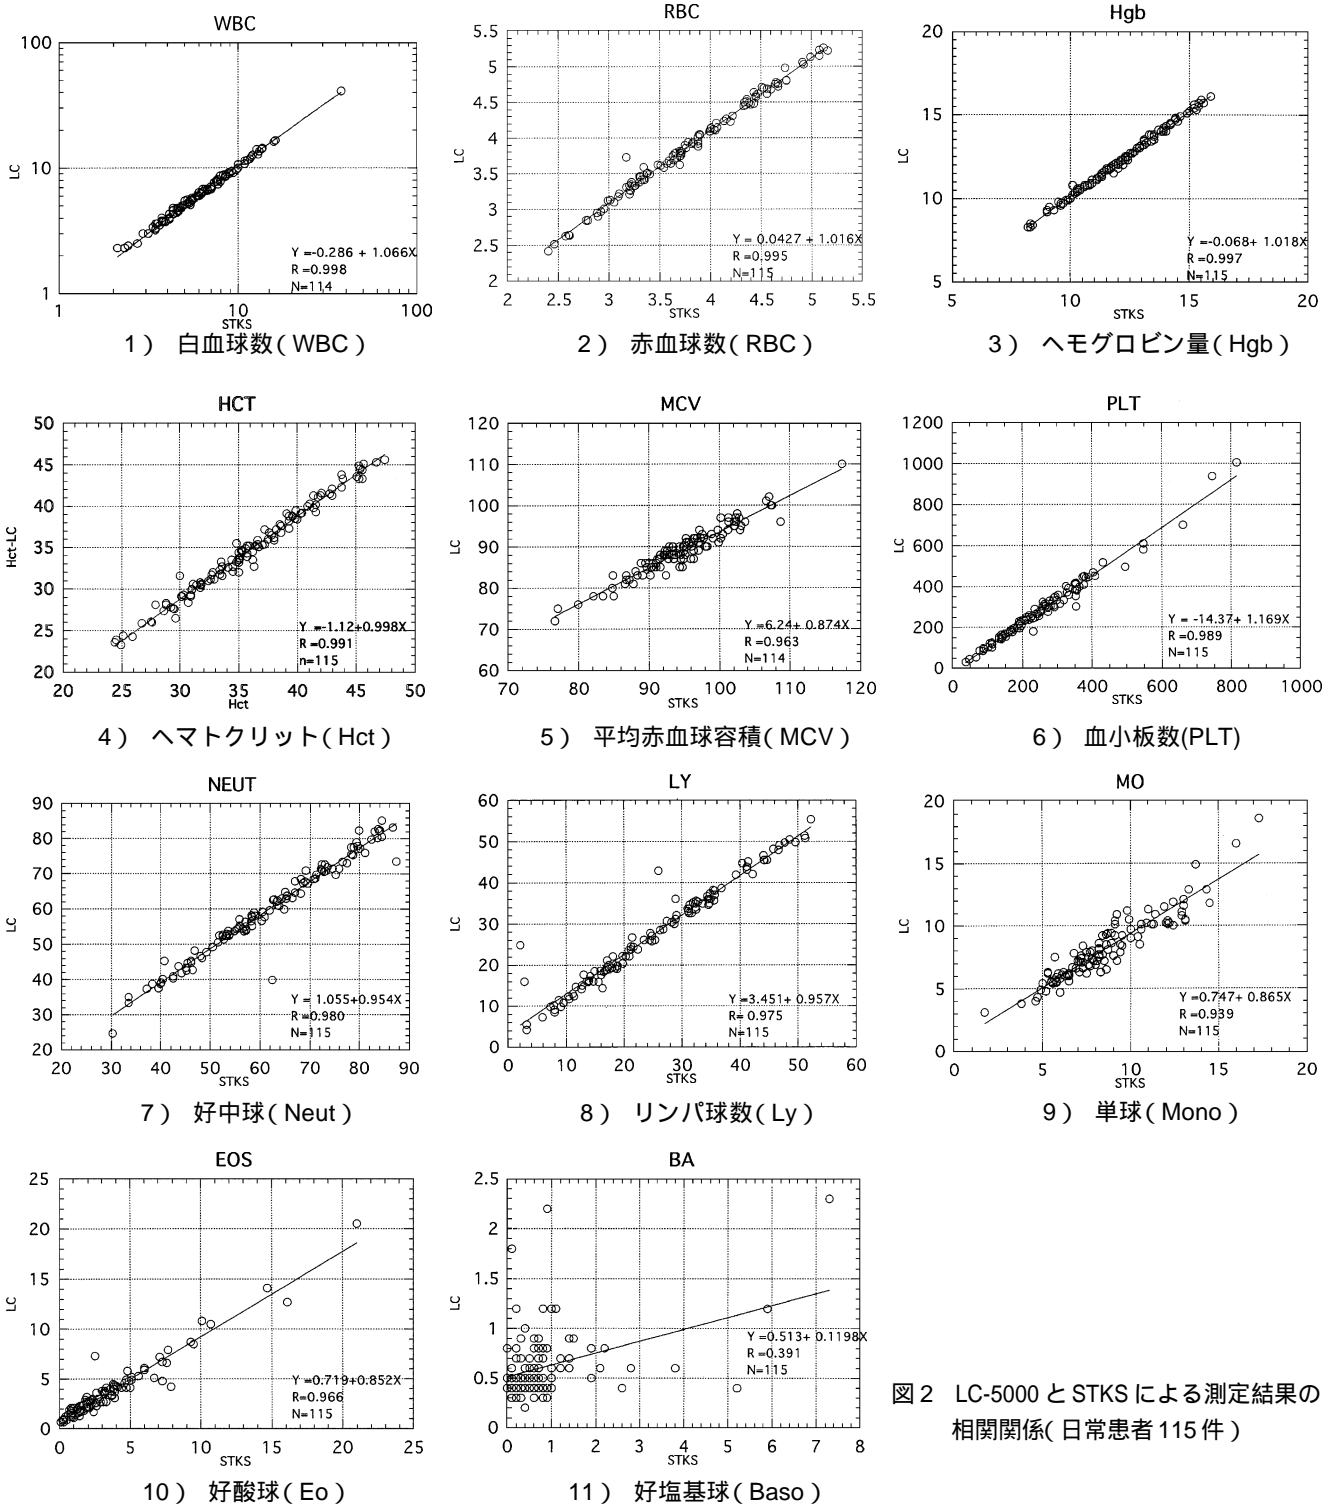 WBC
100
10
1
LC
Y =-0.286 + 1.066X
R =0.998
N=114
1 10 100
STKS
1） 白血球数（WBC）
RBC
5.5
5
4.5
4
3.5
3
2.5
2
LC
Y = 0.0427 + 1.016X
R =0.995
N=115
2 2.5 3 3.5 4 4.5 5 5.5
STKS
2） 赤血球数（RBC）
Hgb
20
15
10
5
LC
Y =-0.068+ 1.018X
R =0.997
N=115
5 10 15 20
STKS
3） ヘモグロビン量（Hgb）
HCT
50
45
40
35
30
25
20
Hct-LC
Y =-1.12+0.998X
R =0.991
n=115
20 25 30 35 40 45 50
Hct
4） ヘマトクリット（Hct）
MCV
120
110
100
90
80
70
60
LC
Y =6.24+ 0.874X
R =0.963
N=114
70 80 90 100 110 120
STKS
5） 平均赤血球容積（MCV）
PLT
1200
1000
800
600
400
200
0
LC
Y = -14.37+ 1.169X
R =0.989
N=115
0 200 400 600 800 1000
STKS
6） 血小板数(PLT)
NEUT
90
80
70
60
50
40
30
20
LC
Y = 1.055+0.954X
R =0.980
N=115
20 30 40 50 60 70 80 90
STKS
7） 好中球（Neut）
LY
60
50
40
30
20
10
0
LC
Y =3.451+ 0.957X
R= 0.975
N=115
0 10 20 30 40 50 60
STKS
8） リンパ球数（Ly）
MO
20
15
10
5
0
LC
Y =0.747+ 0.865X
R =0.939
N=115
0 5 10 15 20
STKS
9） 単球（Mono）
EOS
25
20
15
10
5
0
LC
Y =0.719+0.852X
R=0.966
N=115
0 5 10 15 20 25
STKS
10） 好酸球（Eo）
BA
2.5
2
1.5
1
0.5
0
LC
Y =0.513+ 0.1198X
R =0.391
N=115
0 1 2 3 4 5 6 7 8
STKS
11） 好塩基球（Baso）
図2 LC-5000とSTKSによる測定結果の
相関関係（日常患者115件）